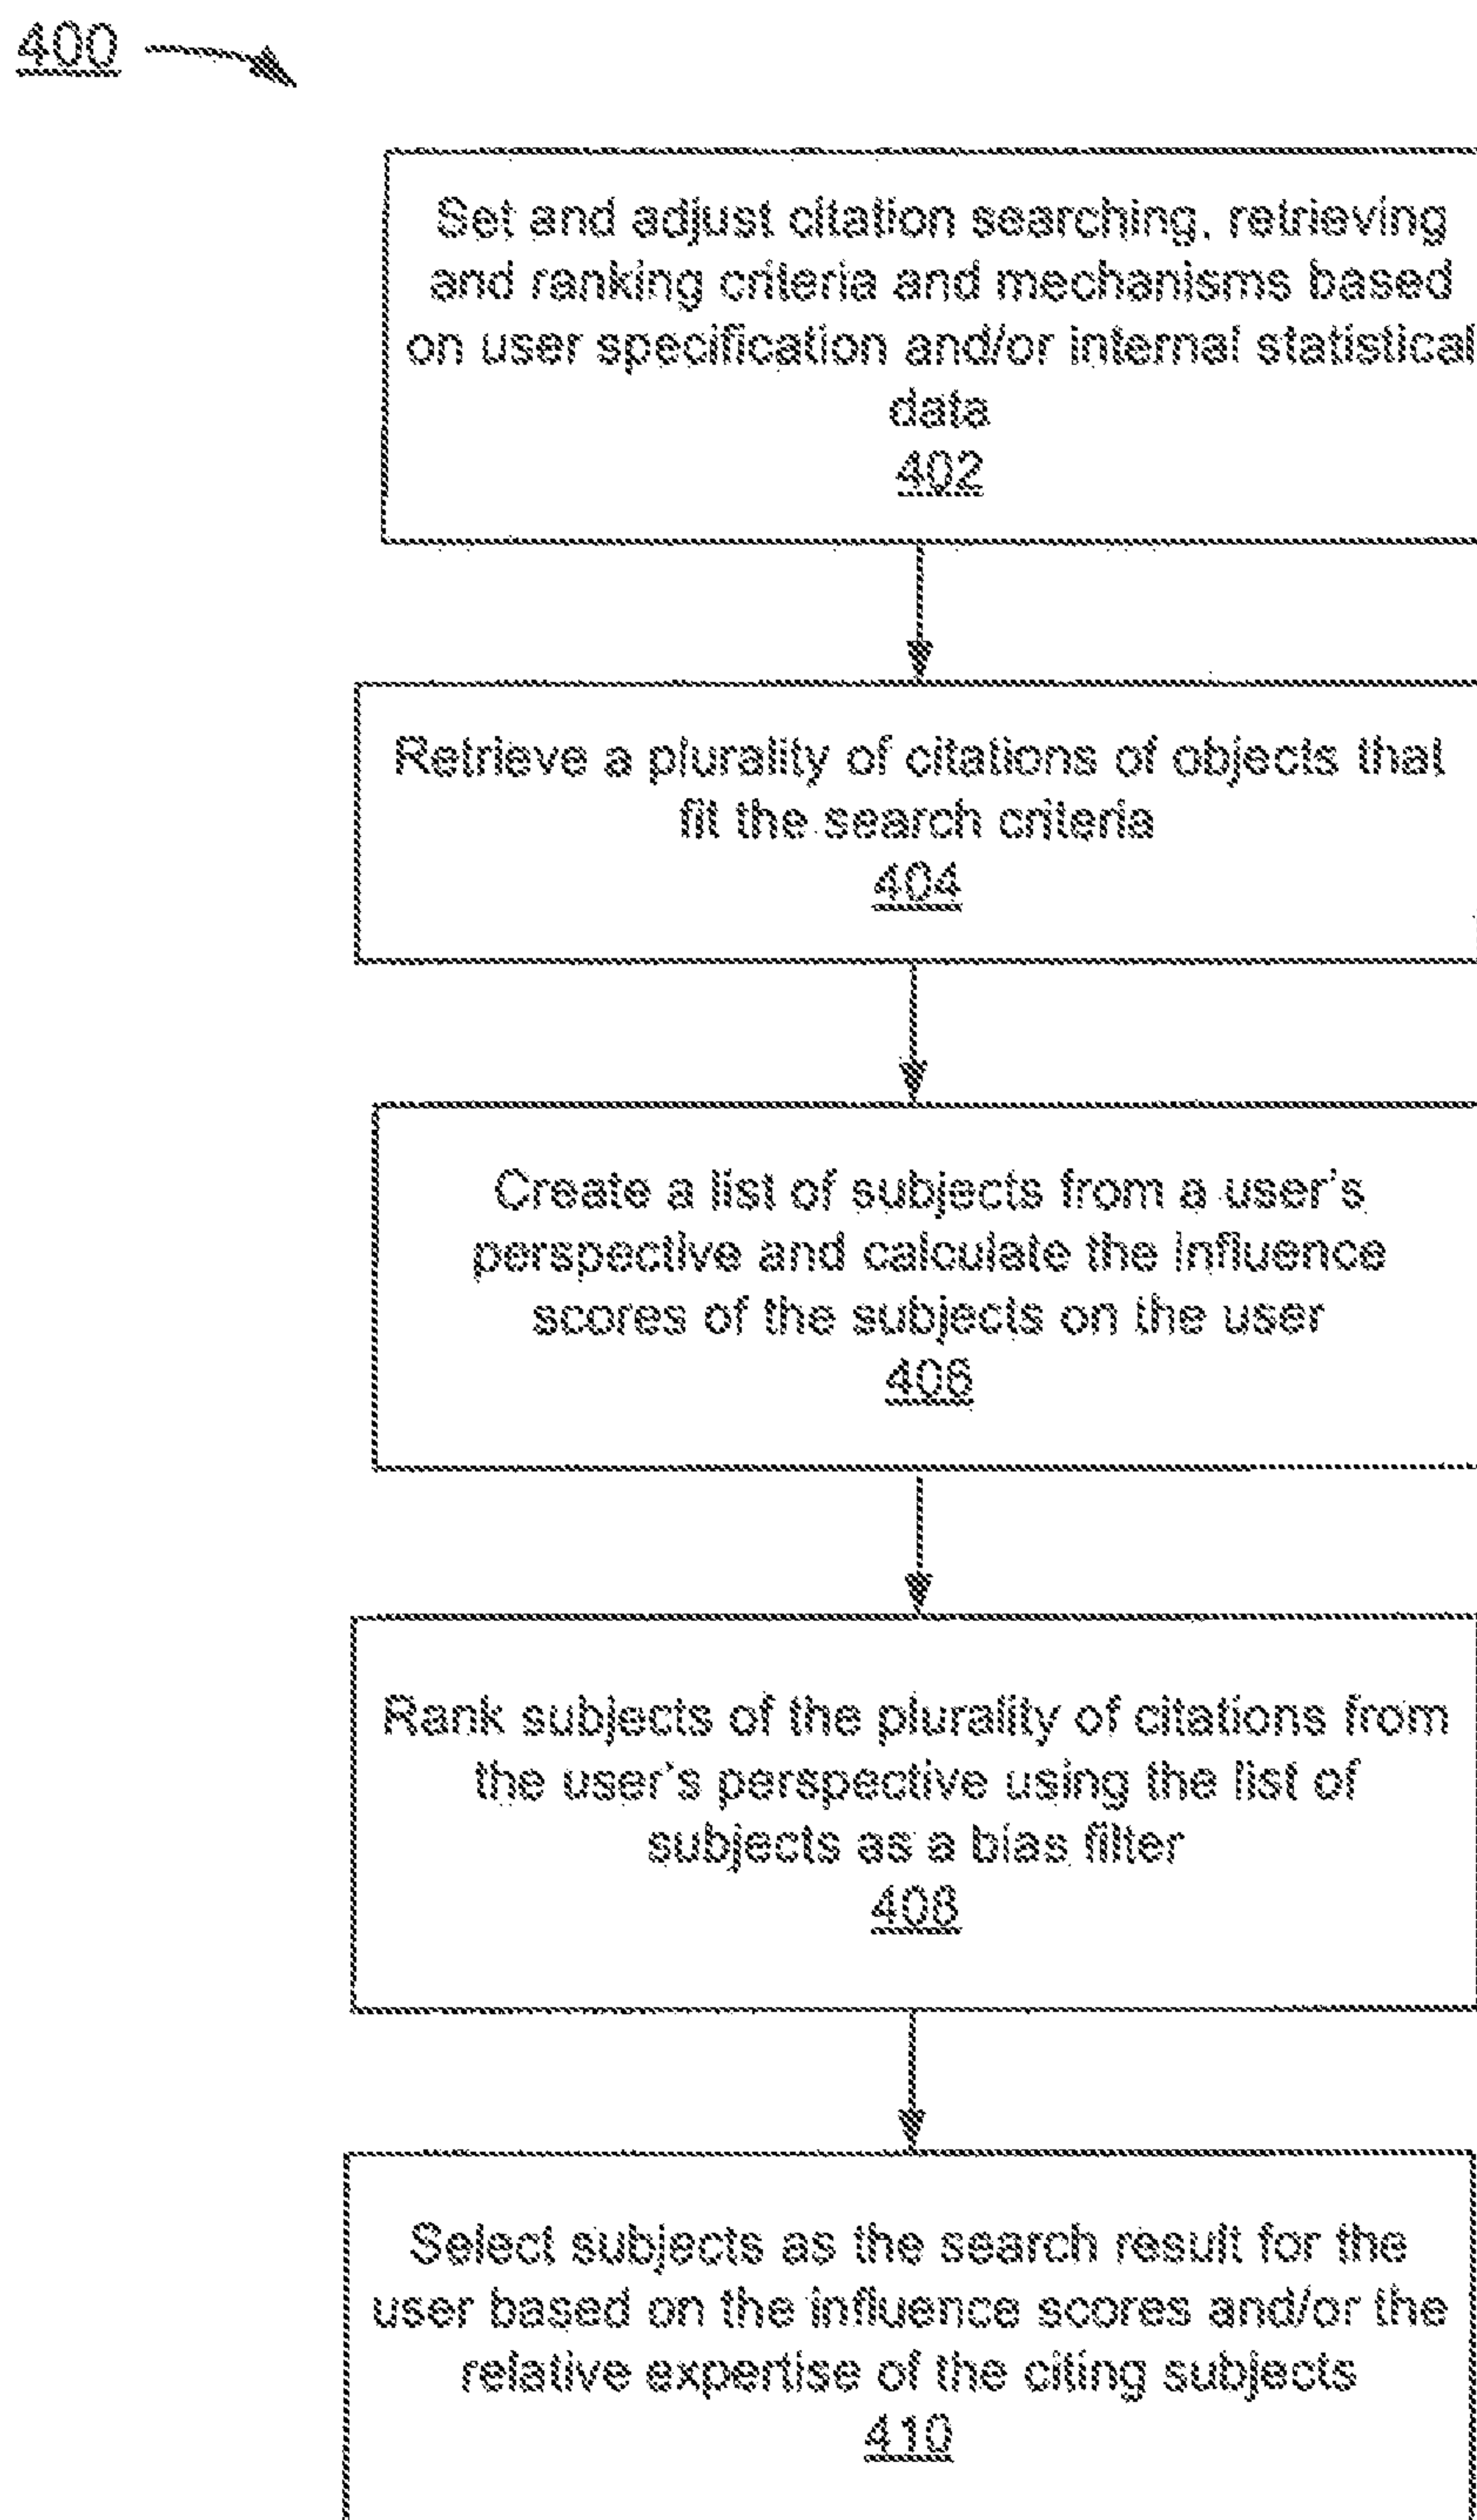 400
Set and adjust citation searching, retrieving
and ranking criteria and mechanisms based
on user specification and/or internal statistical
data
402
Retrieve a plurality of citations of objects that
fit the search criteria
404
Create a list of subjects from a user's
perspective and calculate the influence
scores of the subjects on the user
406
Rank subjects of the plurality of citations from
the user's perspective using the list of
subjects as a bias filter
408
Select subjects as the search result for the
user based on the influence scores and/or the
relative expertise of the citing subjects
410